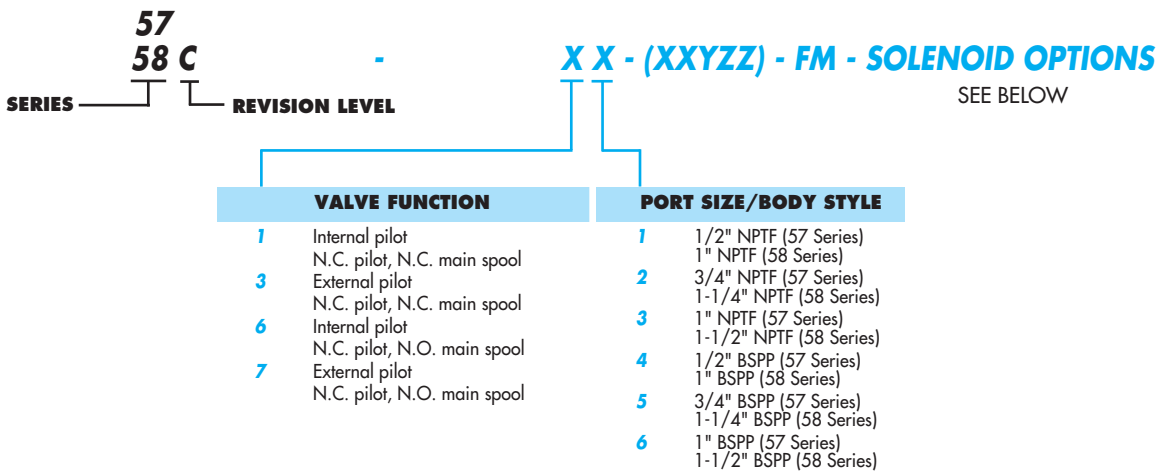 57
58 C - X X - (XXYZZ) - FM - SOLENOID OPTIONS
SEE BELOW
SERIES REVISION LEVEL
VALVE FUNCTION
1 Internal pilot
N.C. pilot, N.C. main spool
3 External pilot
N.C. pilot, N.C. main spool
6 Internal pilot
N.C. pilot, N.O. main spool
7 External pilot
N.C. pilot, N.O. main spool
PORT SIZE/BODY STYLE
1 1/2" NPTF (57 Series)
1" NPTF (58 Series)
2 3/4" NPTF (57 Series)
1-1/4" NPTF (58 Series)
3 1" NPTF (57 Series)
1-1/2" NPTF (58 Series)
4 1/2" BSPP (57 Series)
1" BSPP (58 Series)
5 3/4" BSPP (57 Series)
1-1/4" BSPP (58 Series)
6 1" BSPP (57 Series)
1-1/2" BSPP (58 Series)